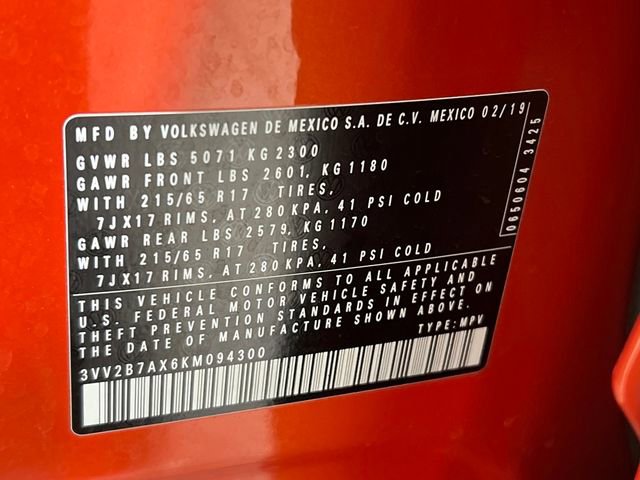 MFD BY VOLKSWAGEN DE MEXICO S.A. DE C.V. MEXICO 02/19
GVWR LBS 5071 KG 2300
GAWR FRONT LBS 2601, KG 1180
WITH 215/65 R17 TIRES,
7JX17 RIMS, AT 280 KPA, 41 PSI COLD
GAWR REAR LBS 2579, KG 1170
WITH 215/65 R17 TIRES,
7JX17 RIMS, AT 280 KPA, 41 PSI COLD
THIS VEHICLE CONFORMS TO ALL APPLICABLE
U.S. FEDERAL MOTOR VEHICLE SAFETY AND
THEFT PREVENTION STANDARDS IN EFFECT ON
THE DATE OF MANUFACTURE SHOWN ABOVE.
TYPE: MPV
3VV2B7AX6KM094300
0650604 3425